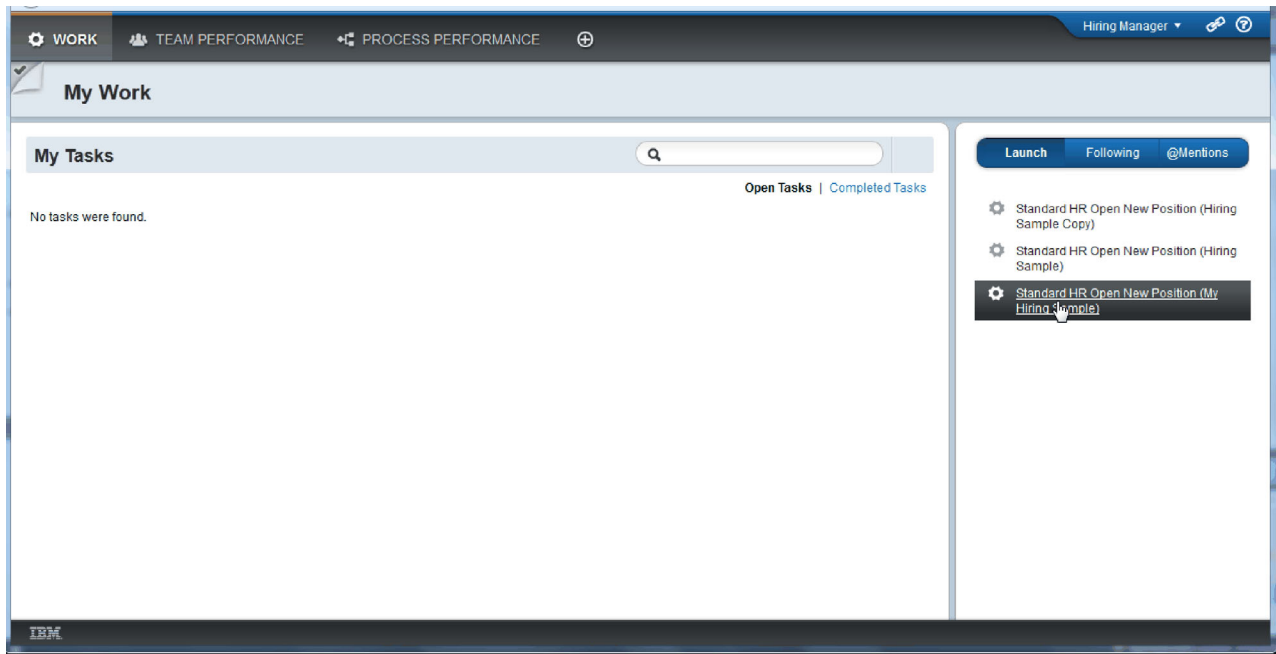 WORK TEAM PERFORMANCE PROCESS PERFORMANCE Hiring Manager
My Work
My Tasks
Open Tasks | Completed Tasks
No tasks were found.
Launch Following @Mentions
Standard HR Open New Position (Hiring
Sample Copy)
Standard HR Open New Position (Hiring
Sample)
Standard HR Open New Position (My
Hiring Sample)
IBM